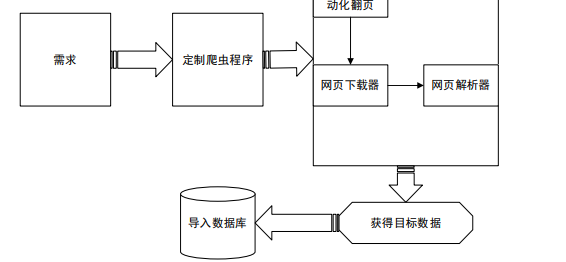 动化翻页
需求
定制爬虫程序
网页下载器
网页解析器
导入数据库
获得目标数据